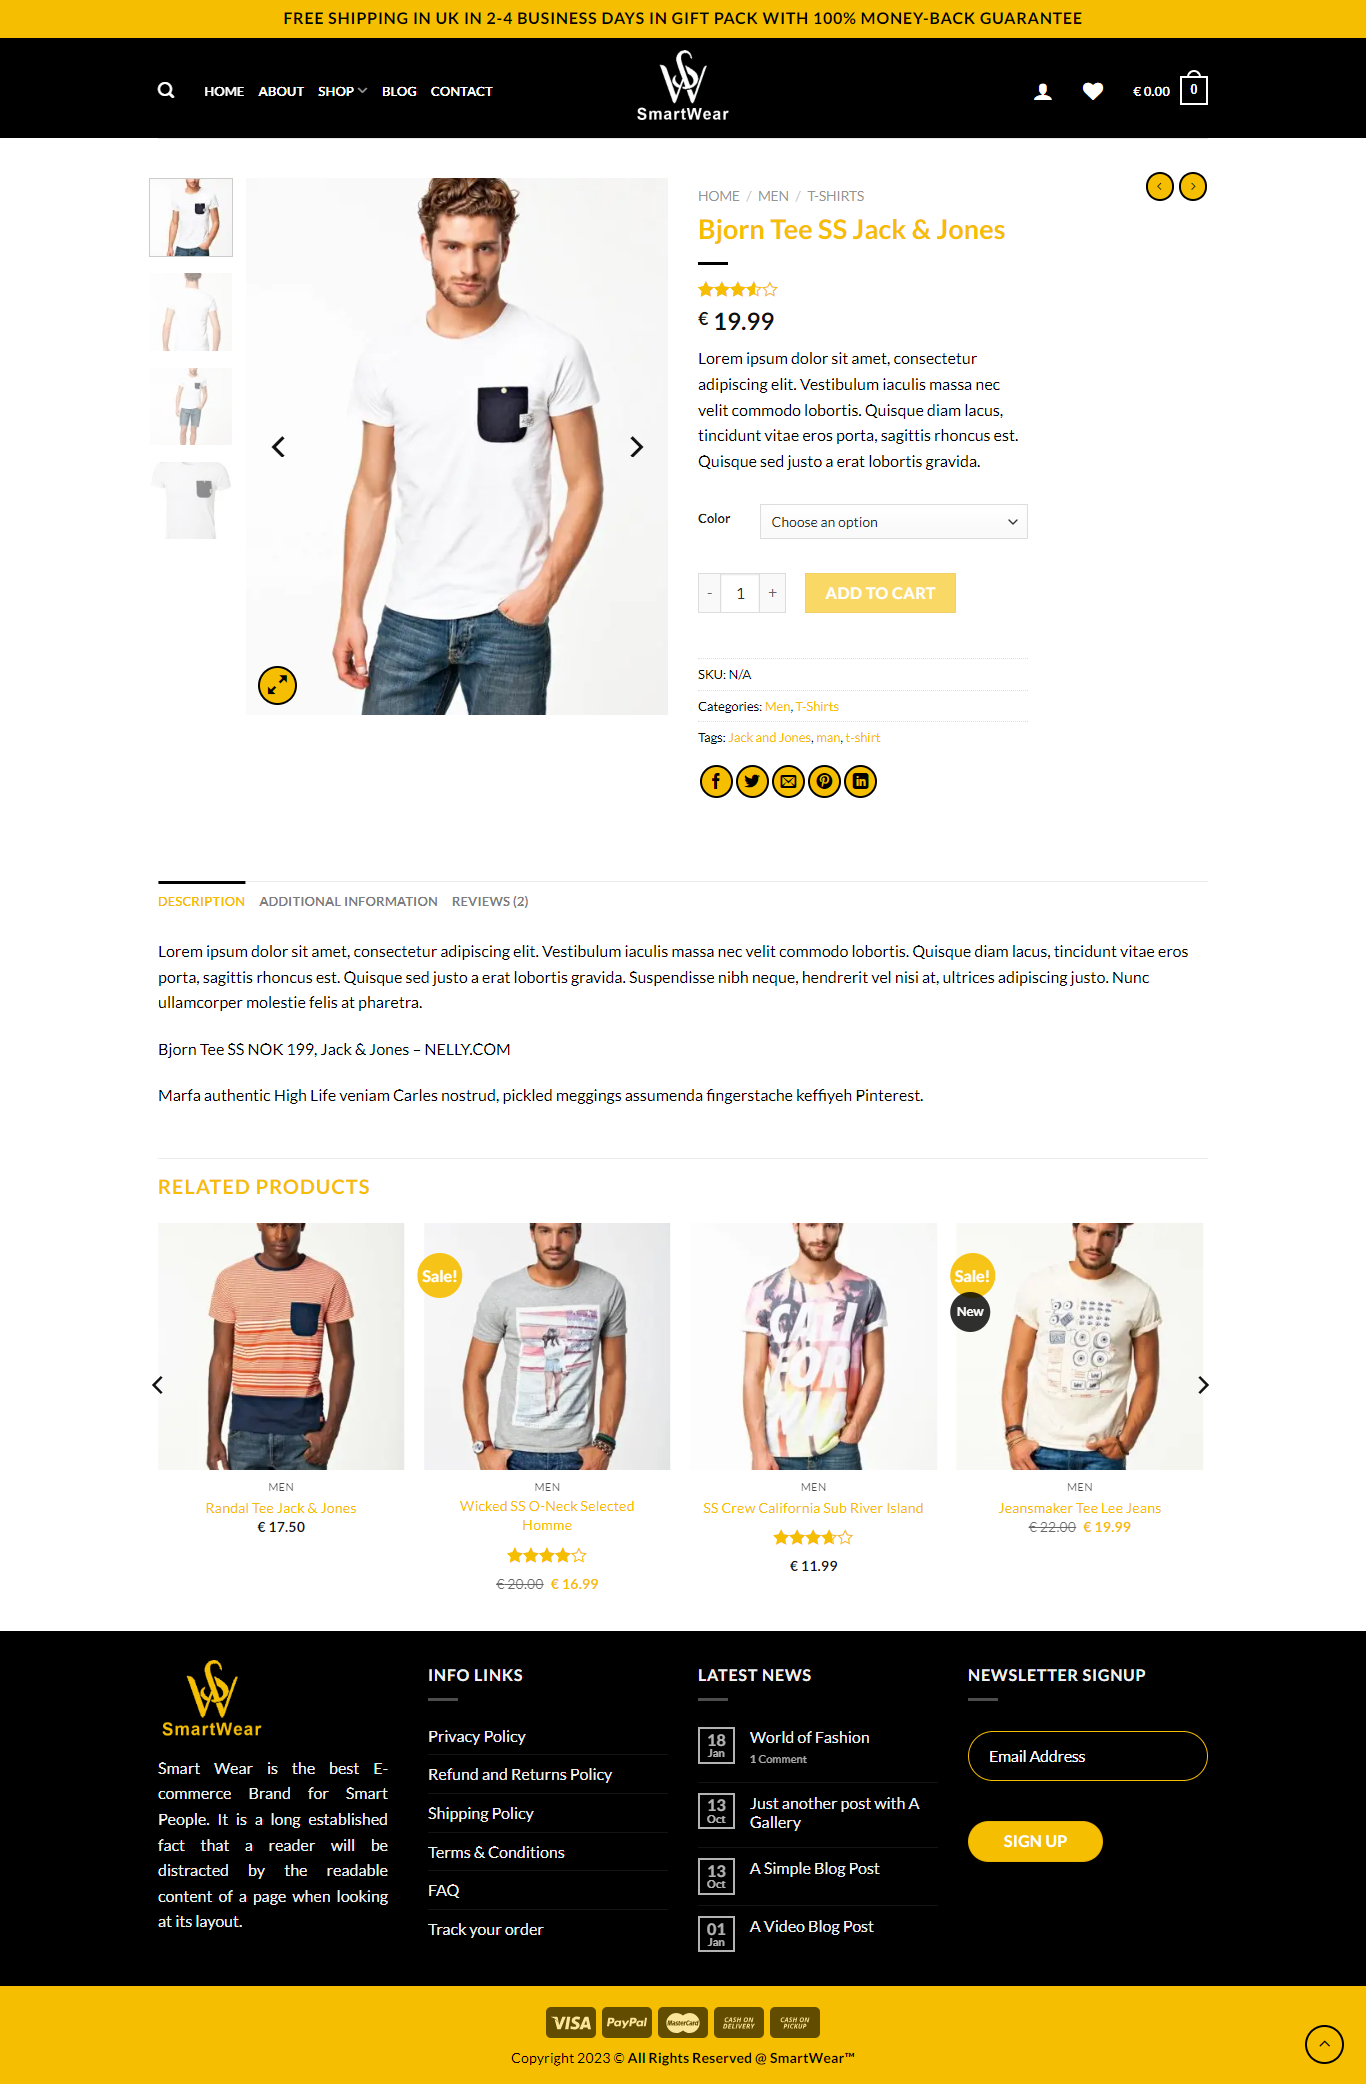 FREE SHIPPING IN UK IN 2-4 BUSINESS DAYS IN GIFT PACK WITH 100% MONEY-BACK GUARANTEE
HOME ABOUT SHOP BLOG CONTACT
SmartWear
€ 0.00 0
HOME / MEN / T-SHIRTS
Bjorn Tee SS Jack & Jones
€ 19.99
Lorem ipsum dolor sit amet, consectetur
adipiscing elit. Vestibulum iaculis massa nec
velit commodo lobortis. Quisque diam lacus,
tincidunt vitae eros porta, sagittis rhoncus est.
Quisque sed justo a erat lobortis gravida.
Color Choose an option
- 1 + ADD TO CART
SKU: N/A
Categories: Men, T-Shirts
Tags: Jack and Jones, man, t-shirt
DESCRIPTION ADDITIONAL INFORMATION REVIEWS (2)
Lorem ipsum dolor sit amet, consectetur adipiscing elit. Vestibulum iaculis massa nec velit commodo lobortis. Quisque diam lacus, tincidunt vitae eros
porta, sagittis rhoncus est. Quisque sed justo a erat lobortis gravida. Suspendisse nibh neque, hendrerit vel nisi at, ultrices adipiscing justo. Nunc
ullamcorper molestie felis at pharetra.
Bjorn Tee SS NOK 199, Jack & Jones – NELLY.COM
Marfa authentic High Life veniam Carles nostrud, pickled meggings assumenda fingerstache keffiyeh Pinterest.
RELATED PRODUCTS
MEN
Randal Tee Jack & Jones
€ 17.50
Sale!
MEN
Wicked SS O-Neck Selected
Homme
€ 20.00 € 16.99
CALI
FOR
MEN
SS Crew California Sub River Island
€ 11.99
Sale!
New
MEN
Jeansmaker Tee Lee Jeans
€ 22.00 € 19.99
SmartWear
Smart Wear is the best E-
commerce Brand for Smart
People. It is a long established
fact that a reader will be
distracted by the readable
content of a page when looking
at its layout.
INFO LINKS
Privacy Policy
Refund and Returns Policy
Shipping Policy
Terms & Conditions
FAQ
Track your order
LATEST NEWS
18
Jan
World of Fashion
1 Comment
13
Oct
Just another post with A
Gallery
13
Oct
A Simple Blog Post
01
Jan
A Video Blog Post
NEWSLETTER SIGNUP
Email Address
SIGN UP
VISA PayPal MasterCard CASH ON DELIVERY CASH ON PICKUP
Copyright 2023 © All Rights Reserved @ SmartWear™